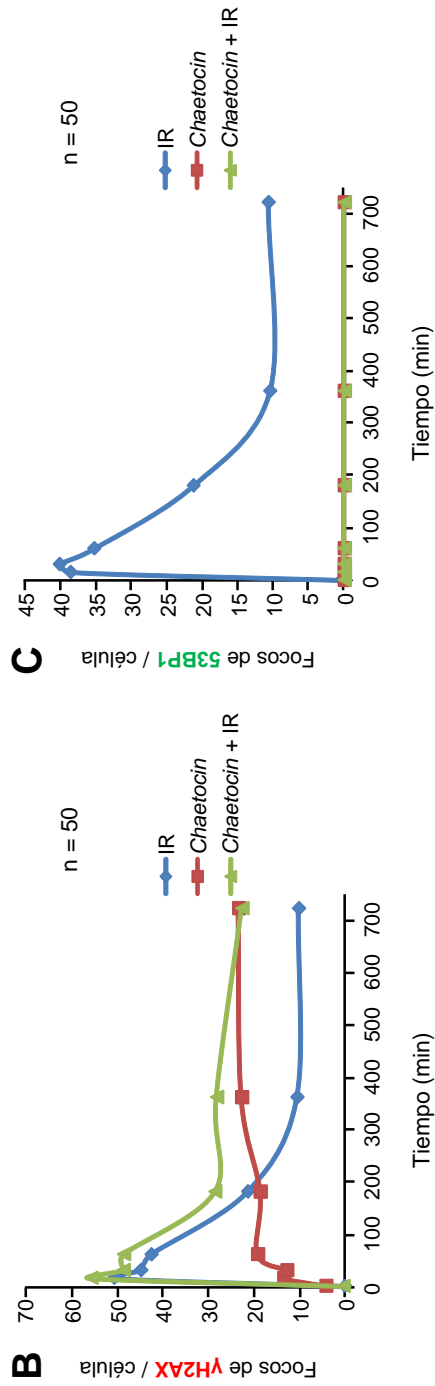 B
Focos de γH2AX / célula
70
60
50
40
30
20
10
0
0
100
200
300
400
500
600
700
Tiempo (min)
n = 50
IR
Chaetocin
Chaetocin + IR
C
Focos de 53BP1 / célula
45
40
35
30
25
20
15
10
5
0
0
100
200
300
400
500
600
700
Tiempo (min)
n = 50
IR
Chaetocin
Chaetocin + IR